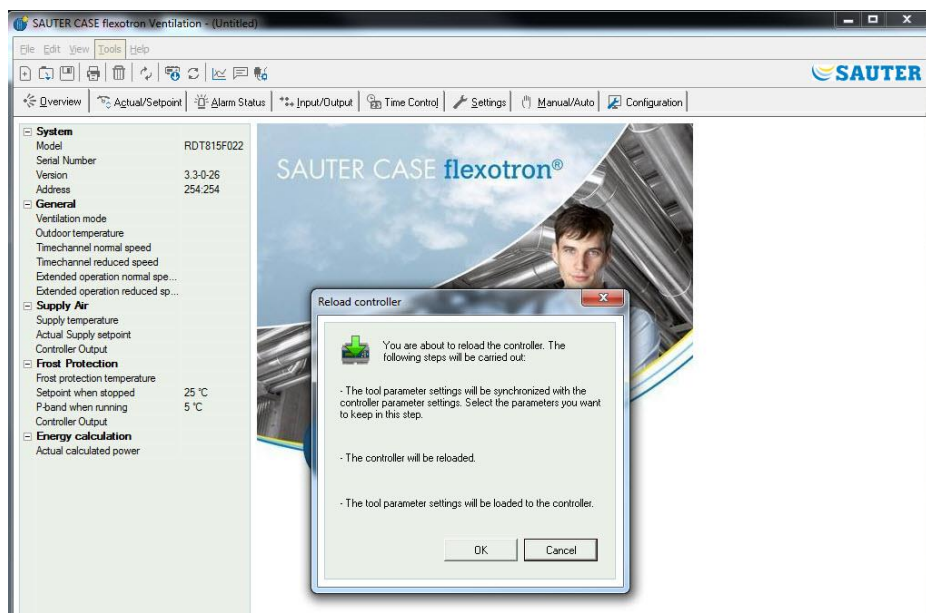 SAUTER CASE flexotron Ventilation - (Untitled)
File Edit View Tools Help
SAUTER
Overview Actual/Setpoint Alarm Status Input/Output Time Control Settings Manual/Auto Configuration
System
Model RDT815F022
Serial Number
Version 3.3-0-26
Address 254:254
General
Ventilation mode
Outdoor temperature
Timechannel normal speed
Timechannel reduced speed
Extended operation normal spe...
Extended operation reduced sp...
Supply Air
Supply temperature
Actual Supply setpoint
Controller Output
Frost Protection
Frost protection temperature
Setpoint when stopped 25 °C
P-band when running 5 °C
Controller Output
Energy calculation
Actual calculated power
SAUTER CASE flexotron®
Reload controller
You are about to reload the controller. The
following steps will be carried out:
- The tool parameter settings will be synchronized with the
controller parameter settings. Select the parameters you want
to keep in this step.
- The controller will be reloaded.
- The tool parameter settings will be loaded to the controller.
OK Cancel